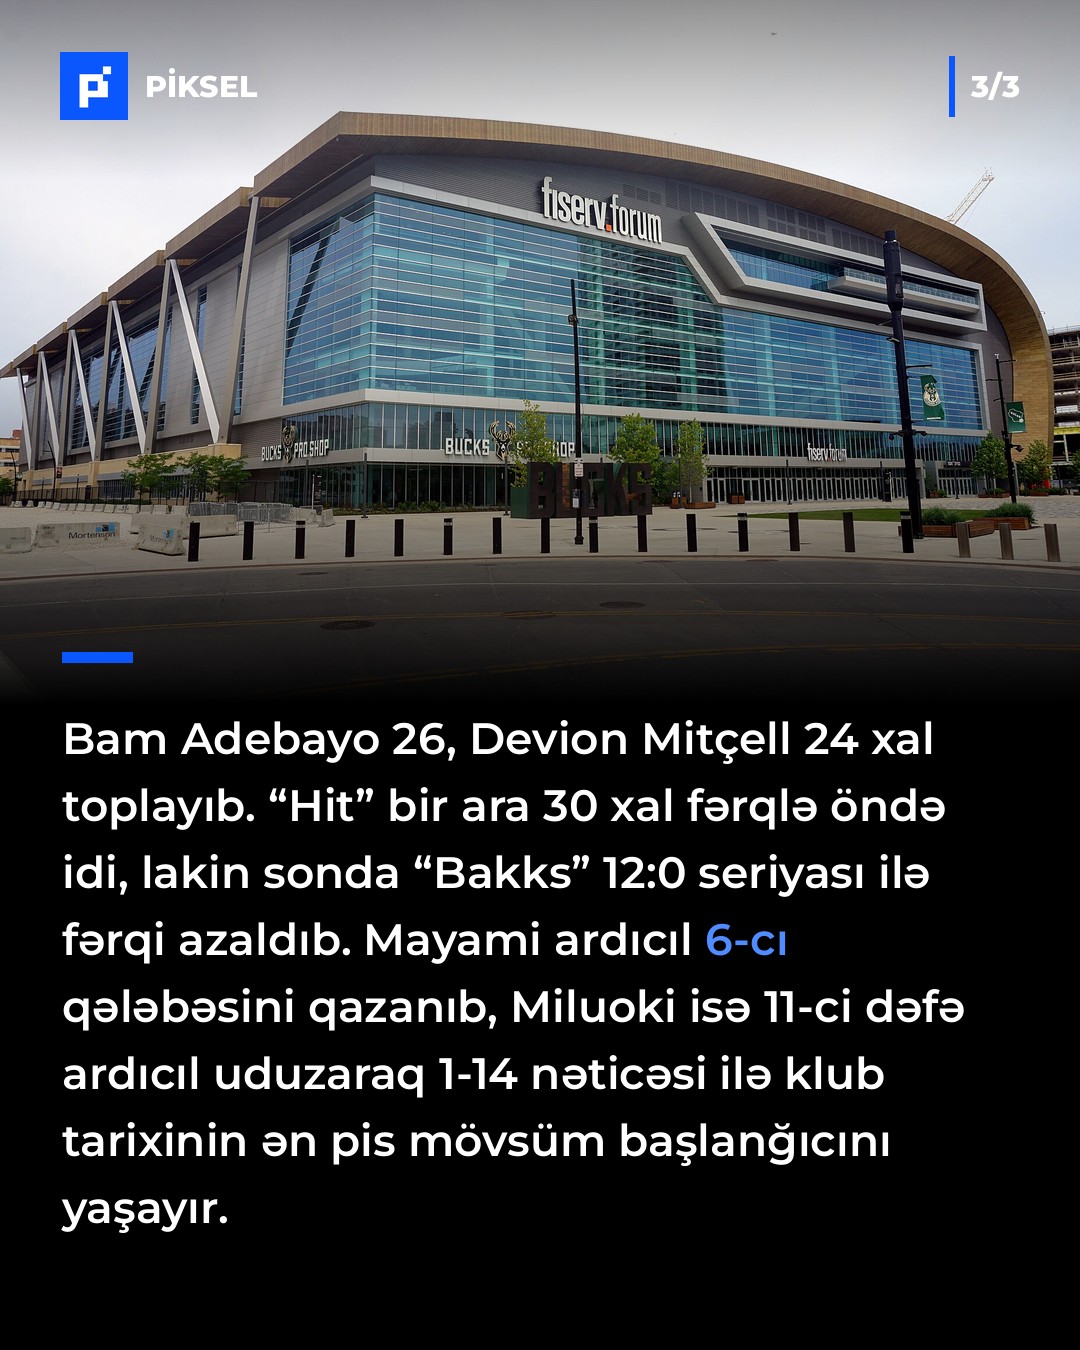 PİKSEL
3/3
fiserv.forum
BUCKS PRO SHOP
BUCKS
fiserv.forum
BUCKS
Mortenson
Bam Adebayo 26, Devion Mitçell 24 xal
toplayıb. “Hit” bir ara 30 xal fərqlə öndə
idi, lakin sonda “Bakks” 12:0 seriyası ilə
fərqi azaldıb. Mayami ardıcıl 6-cı
qələbəsini qazanıb, Miluoki isə 11-ci dəfə
ardıcıl uduzaraq 1-14 nəticəsi ilə klub
tarixinin ən pis mövsüm başlanğıcını
yaşayır.